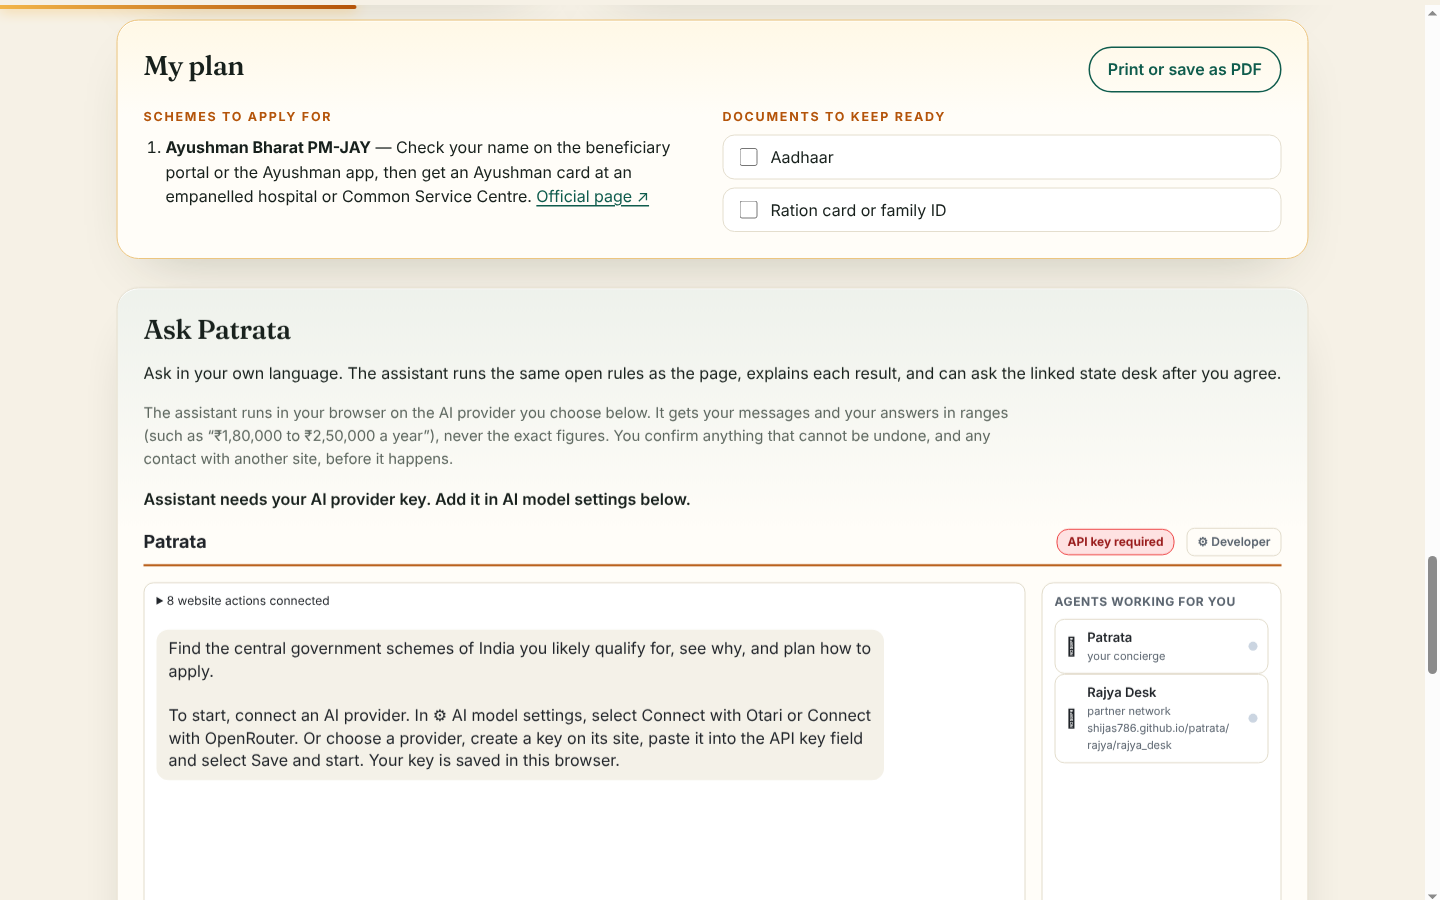 My plan
Print or save as PDF
SCHEMES TO APPLY FOR
1. Ayushman Bharat PM-JAY — Check your name on the beneficiary
portal or the Ayushman app, then get an Ayushman card at an
empanelled hospital or Common Service Centre. Official page ↗
DOCUMENTS TO KEEP READY
Aadhaar
Ration card or family ID
Ask Patrata
Ask in your own language. The assistant runs the same open rules as the page, explains each result, and can ask the linked state desk after you agree.
The assistant runs in your browser on the AI provider you choose below. It gets your messages and your answers in ranges
(such as “₹1,80,000 to ₹2,50,000 a year”), never the exact figures. You confirm anything that cannot be undone, and any
contact with another site, before it happens.
Assistant needs your AI provider key. Add it in AI model settings below.
Patrata
API key required
⚙ Developer
▶ 8 website actions connected
Find the central government schemes of India you likely qualify for, see why, and plan how to
apply.
To start, connect an AI provider. In ⚙ AI model settings, select Connect with Otari or Connect
with OpenRouter. Or choose a provider, create a key on its site, paste it into the API key field
and select Save and start. Your key is saved in this browser.
AGENTS WORKING FOR YOU
Patrata
your concierge
Rajya Desk
partner network
shijas786.github.io/patrata/
rajya/rajya_desk